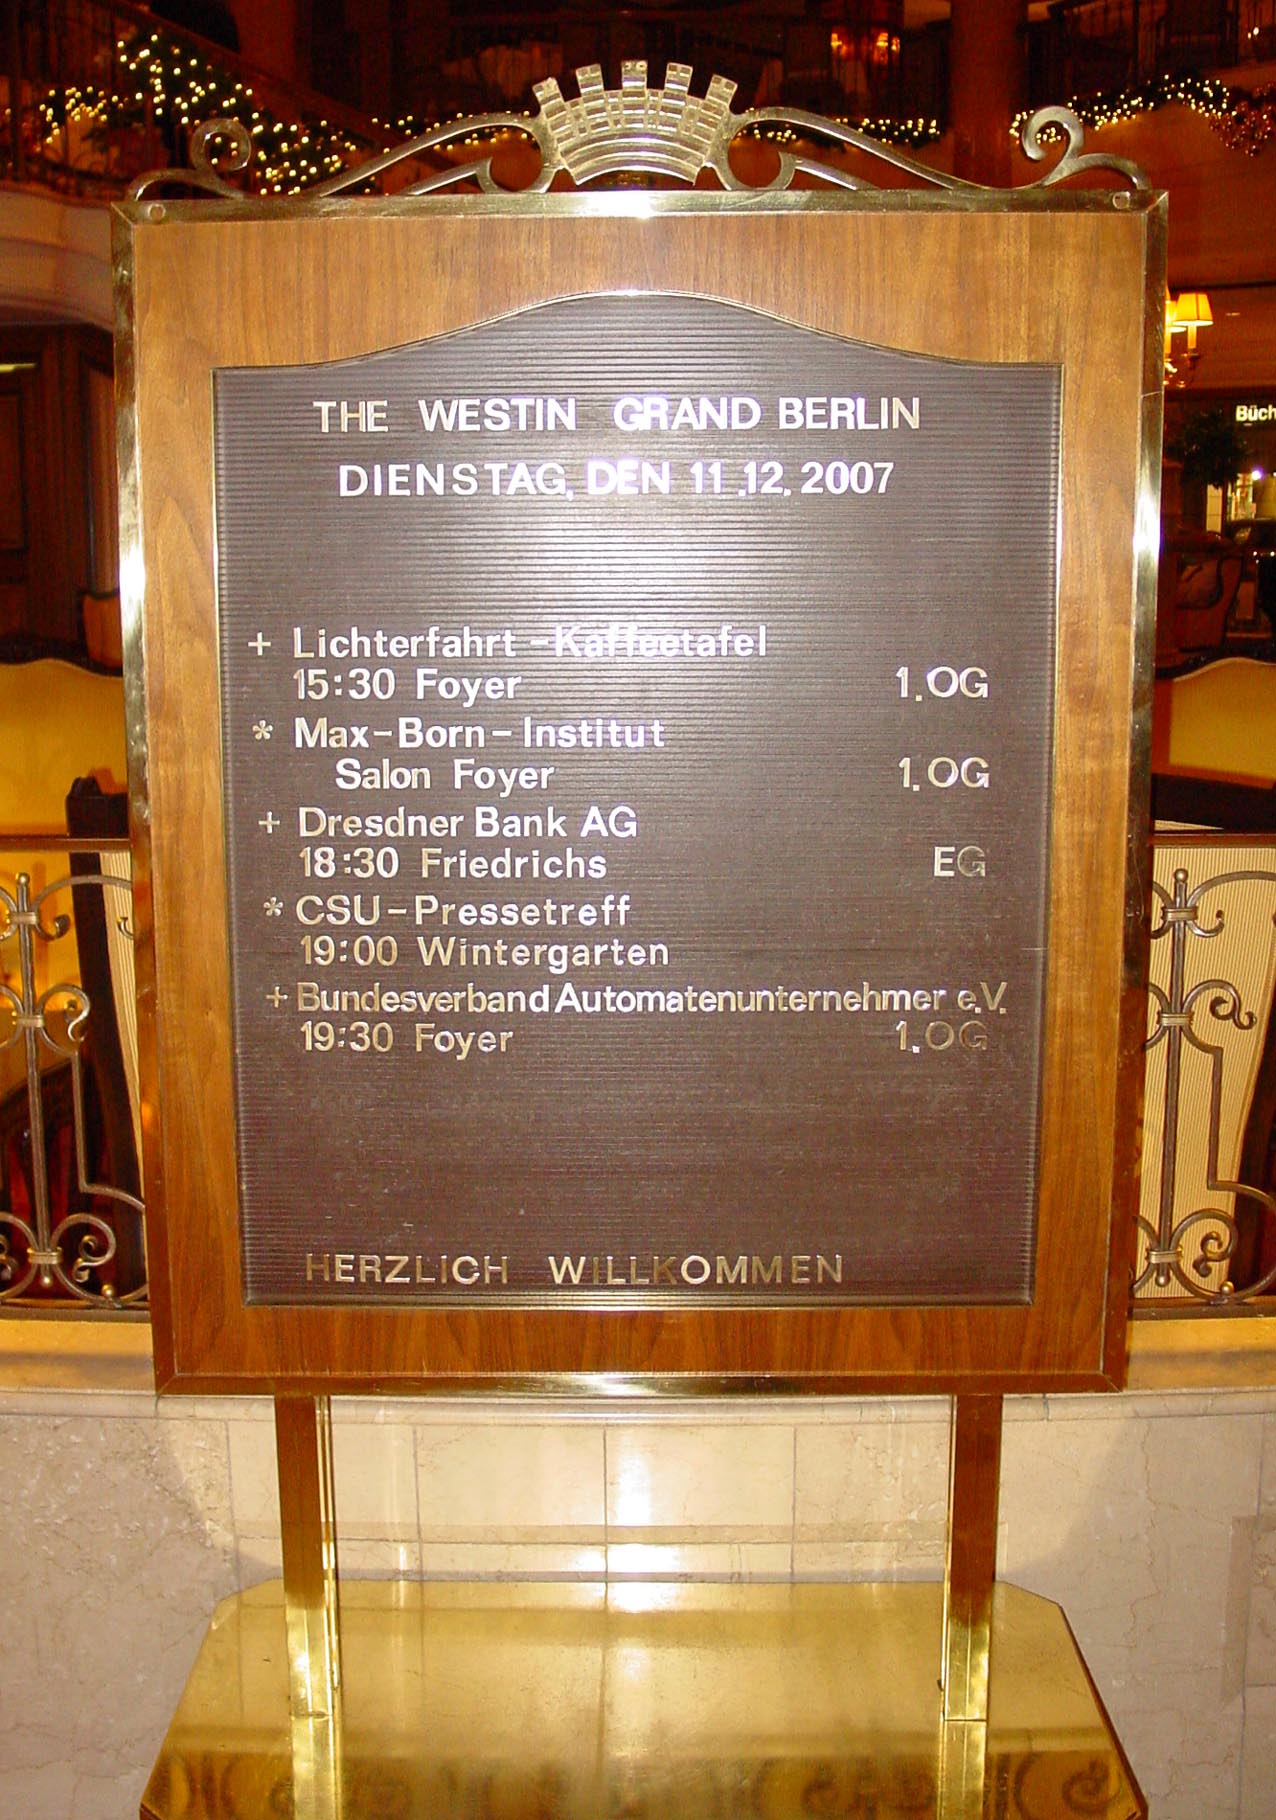 THE WESTIN GRAND BERLIN
DIENSTAG, DEN 11.12.2007
+ Lichterfahrt-Kaffeetafel
15:30 Foyer 1.OG
* Max-Born-Institut
Salon Foyer 1.OG
+ Dresdner Bank AG
18:30 Friedrichs EG
* CSU-Pressetreff
19:00 Wintergarten
+ Bundesverband Automatenunternehmer e.V.
19:30 Foyer 1.OG
HERZLICH WILLKOMMEN